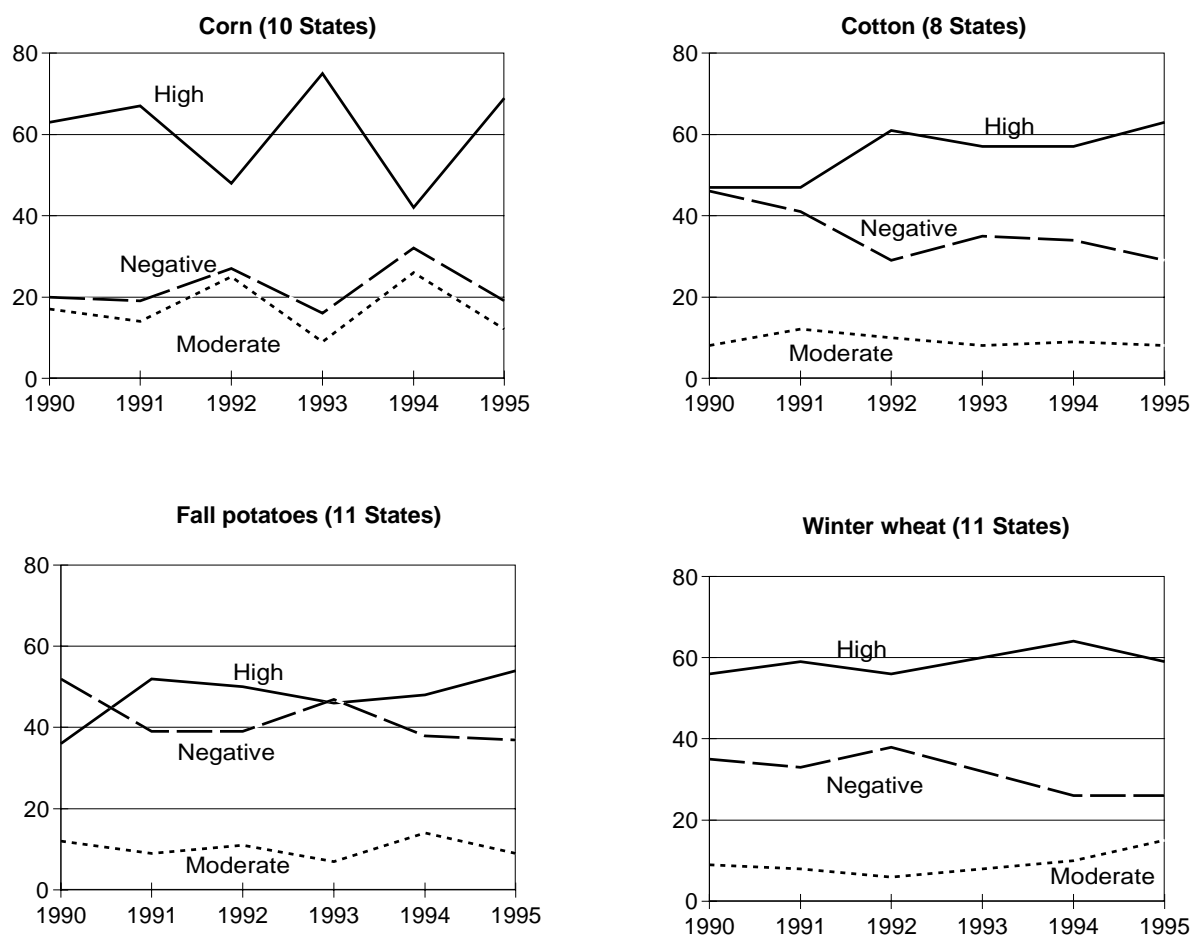 Corn (10 States)
80
60
40
20
0
High
Negative
Moderate
1990 1991 1992 1993 1994 1995
Cotton (8 States)
80
60
40
20
0
High
Negative
Moderate
1990 1991 1992 1993 1994 1995
Fall potatoes (11 States)
80
60
40
20
0
High
Negative
Moderate
1990 1991 1992 1993 1994 1995
Winter wheat (11 States)
80
60
40
20
0
High
Negative
Moderate
1990 1991 1992 1993 1994 1995